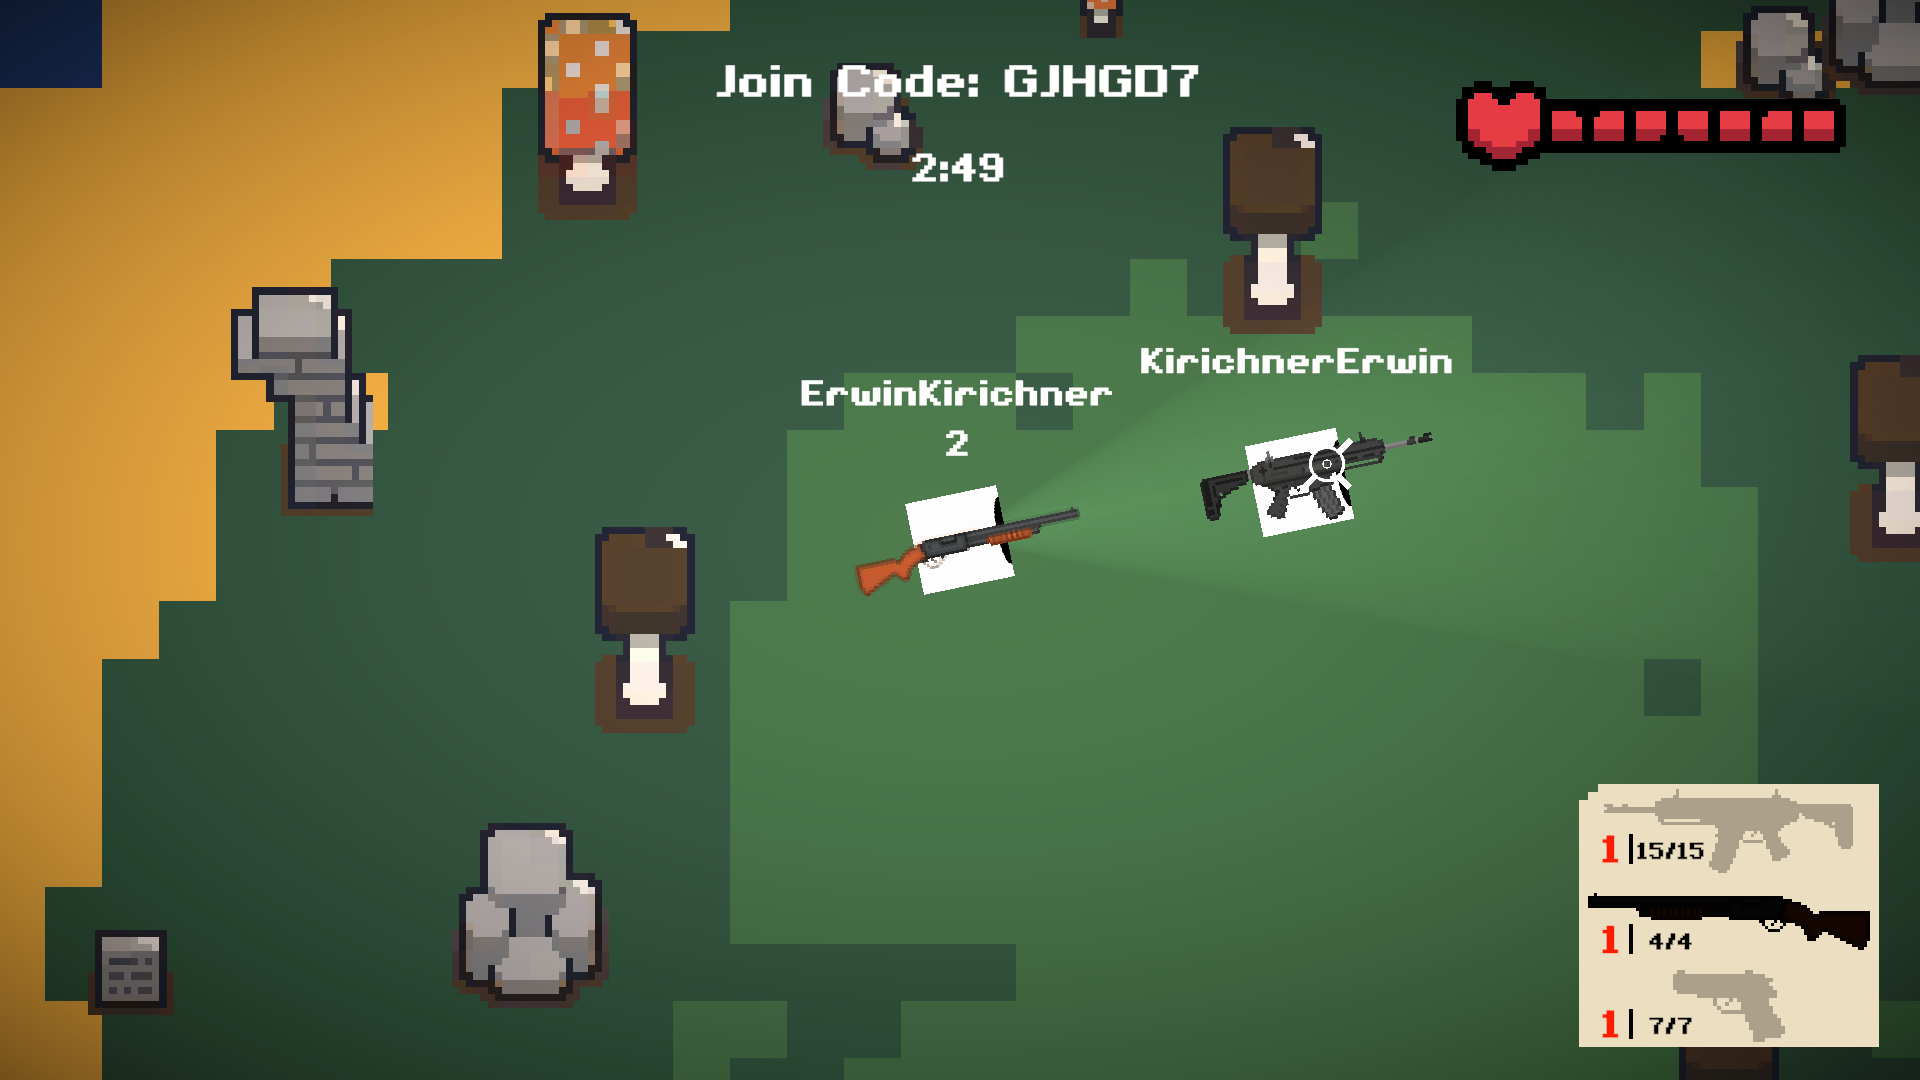 Join Code: GJHGD7
2:49
KirichnerErwin
ErwinKirichner
2
1 | 15/15
1 | 4/4
1 | 7/7